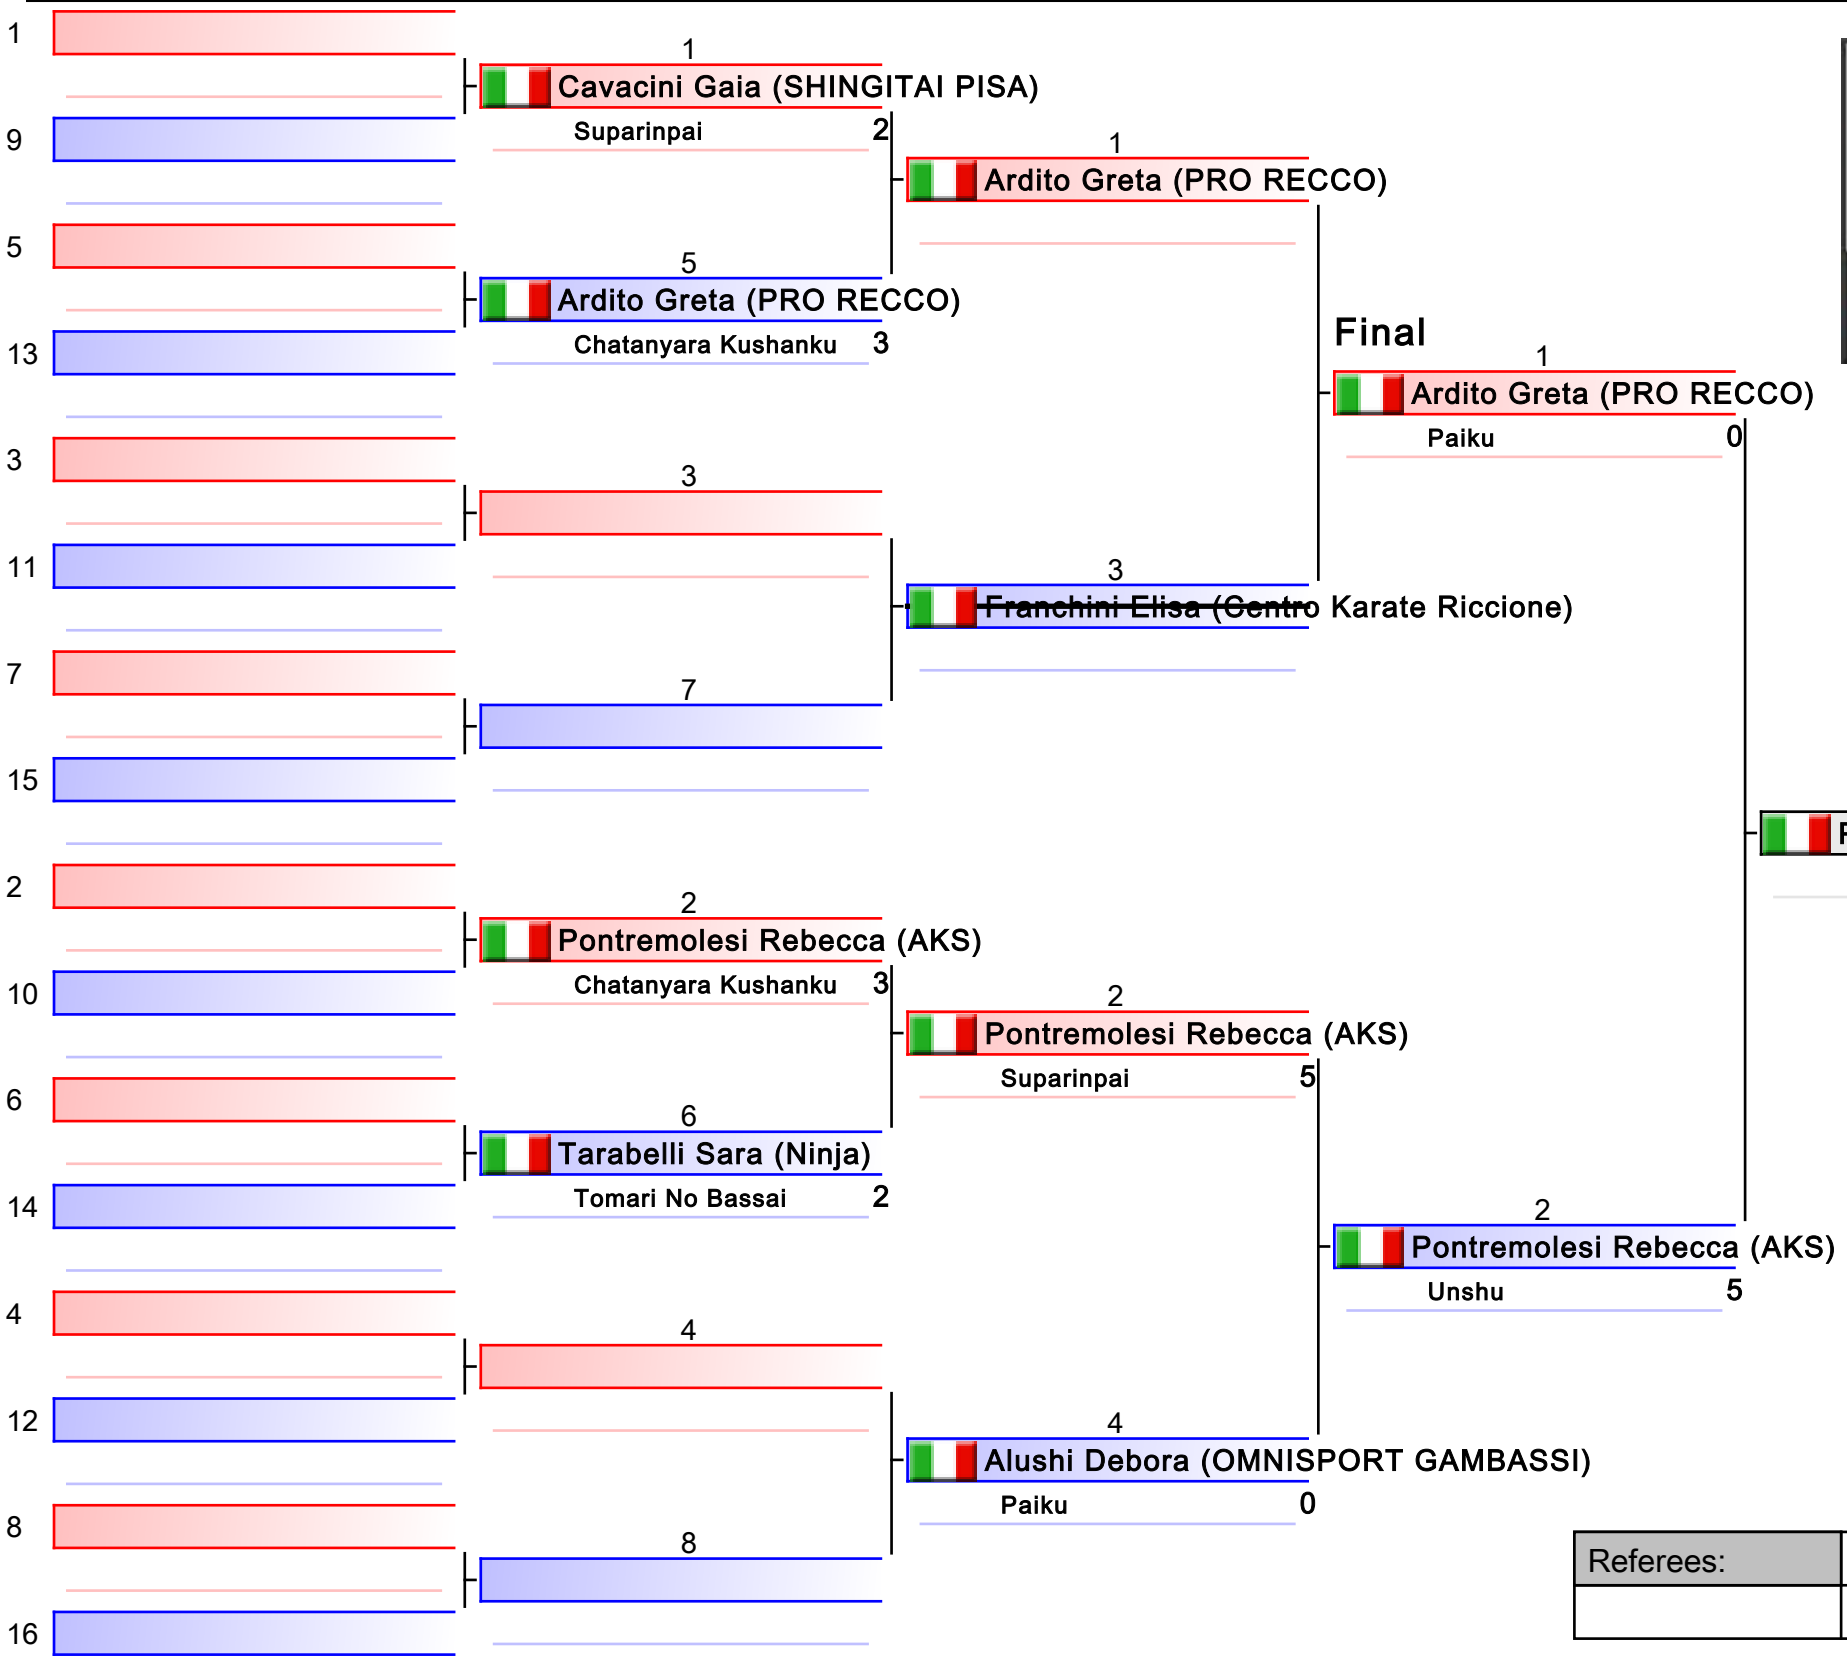 1
9
5
13
3
11
7
15
2
10
6
14
4
12
8
16
1
Cavacini Gaia (SHINGITAI PISA)
Suparinpai 2
5
Ardito Greta (PRO RECCO)
Chatanyara Kushanku 3
3
7
2
Pontremolesi Rebecca (AKS)
Chatanyara Kushanku 3
6
Tarabelli Sara (Ninja)
Tomari No Bassai 2
4
8
1
Ardito Greta (PRO RECCO)
3
Franchini Elisa (Centro Karate Riccione)
2
Pontremolesi Rebecca (AKS)
Suparinpai 5
4
Alushi Debora (OMNISPORT GAMBASSI)
Paiku 0
Final
1
Ardito Greta (PRO RECCO)
Paiku 0
2
Pontremolesi Rebecca (AKS)
Unshu 5
Referees: